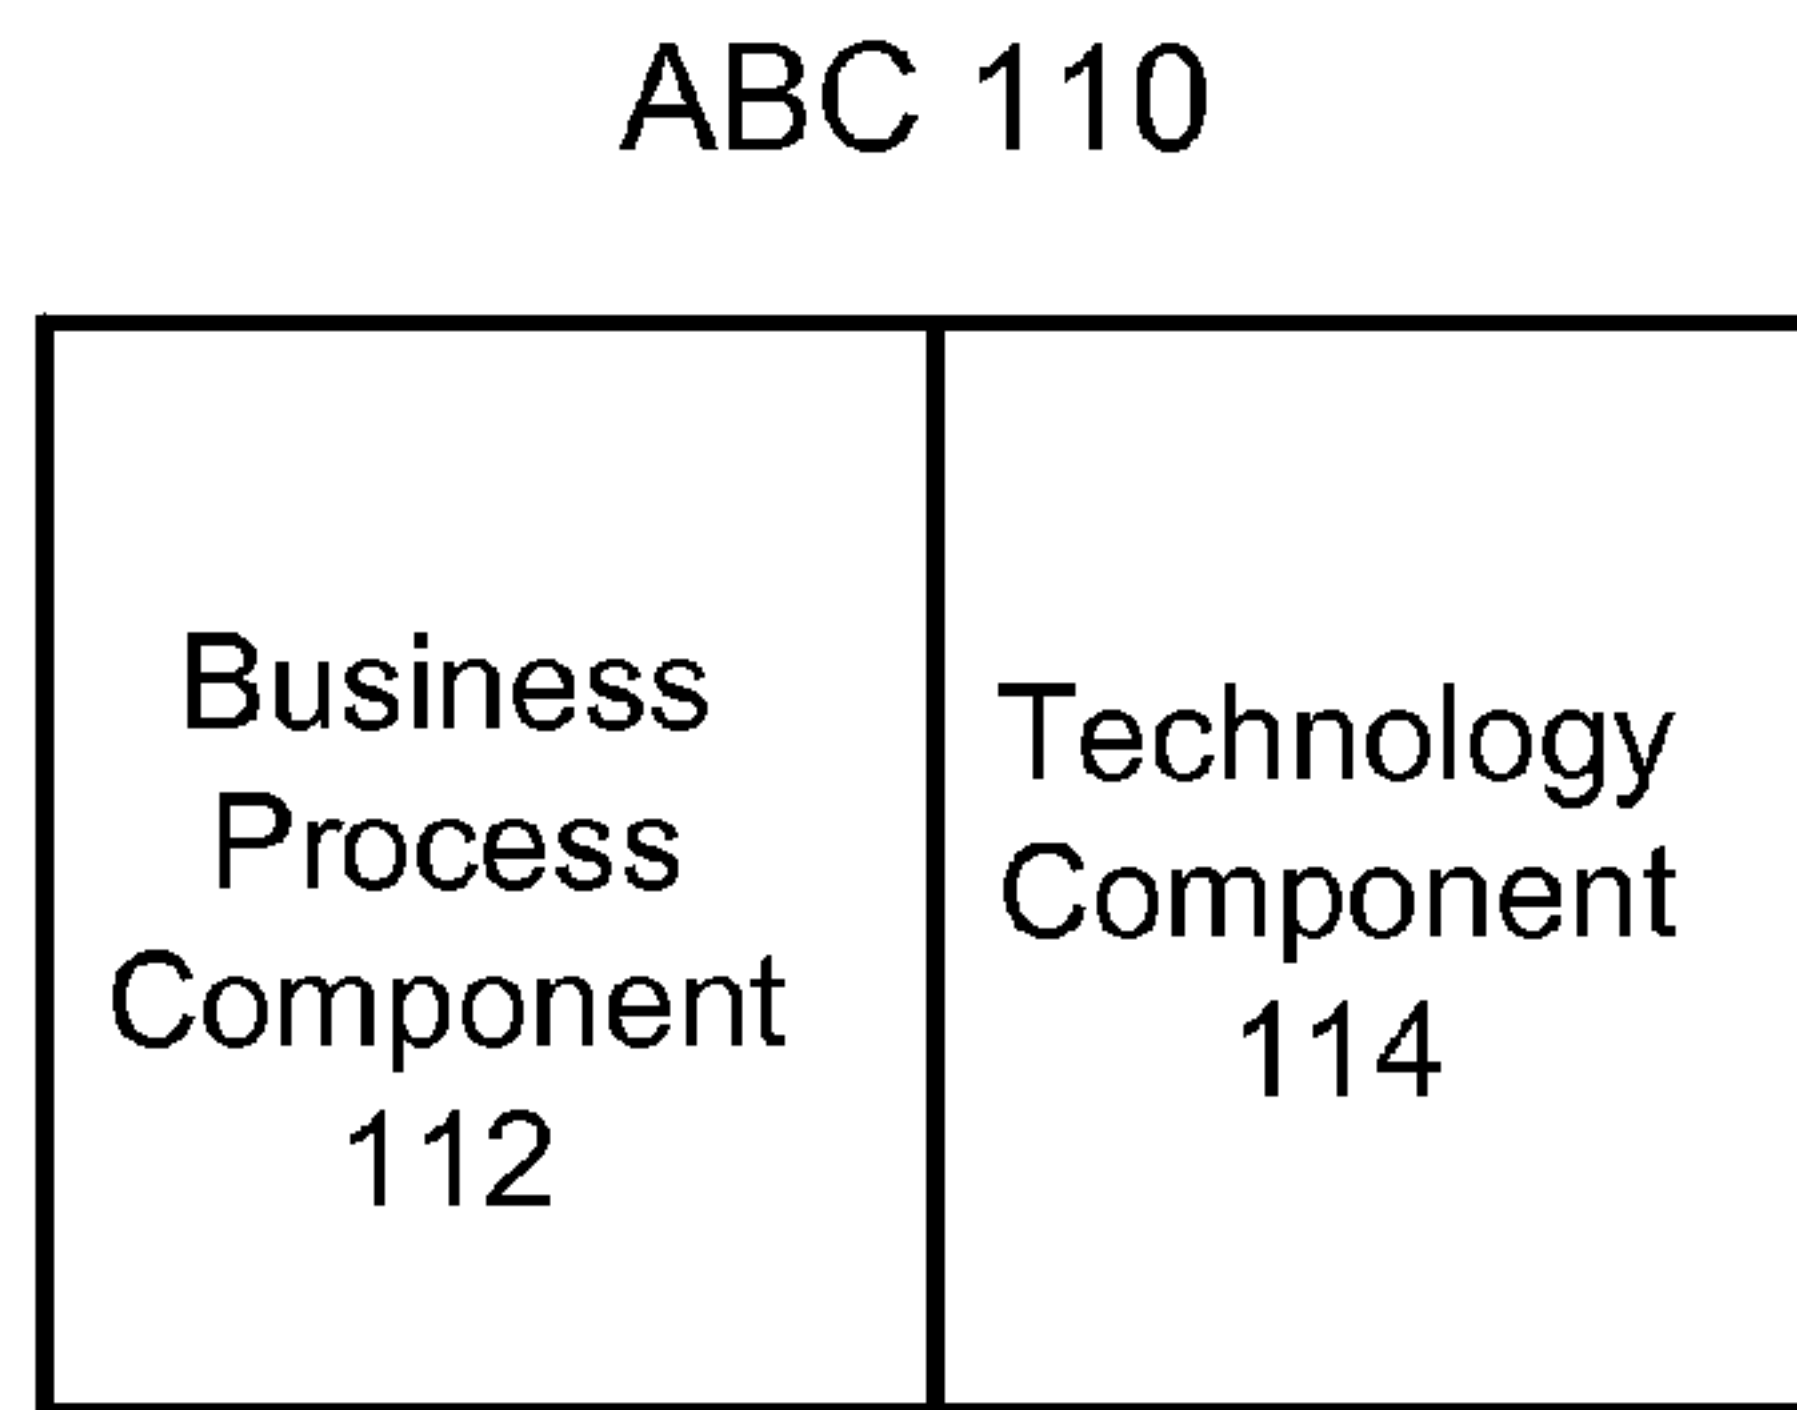 ABC 110
Business
Process
Component
112
Technology
Component
114